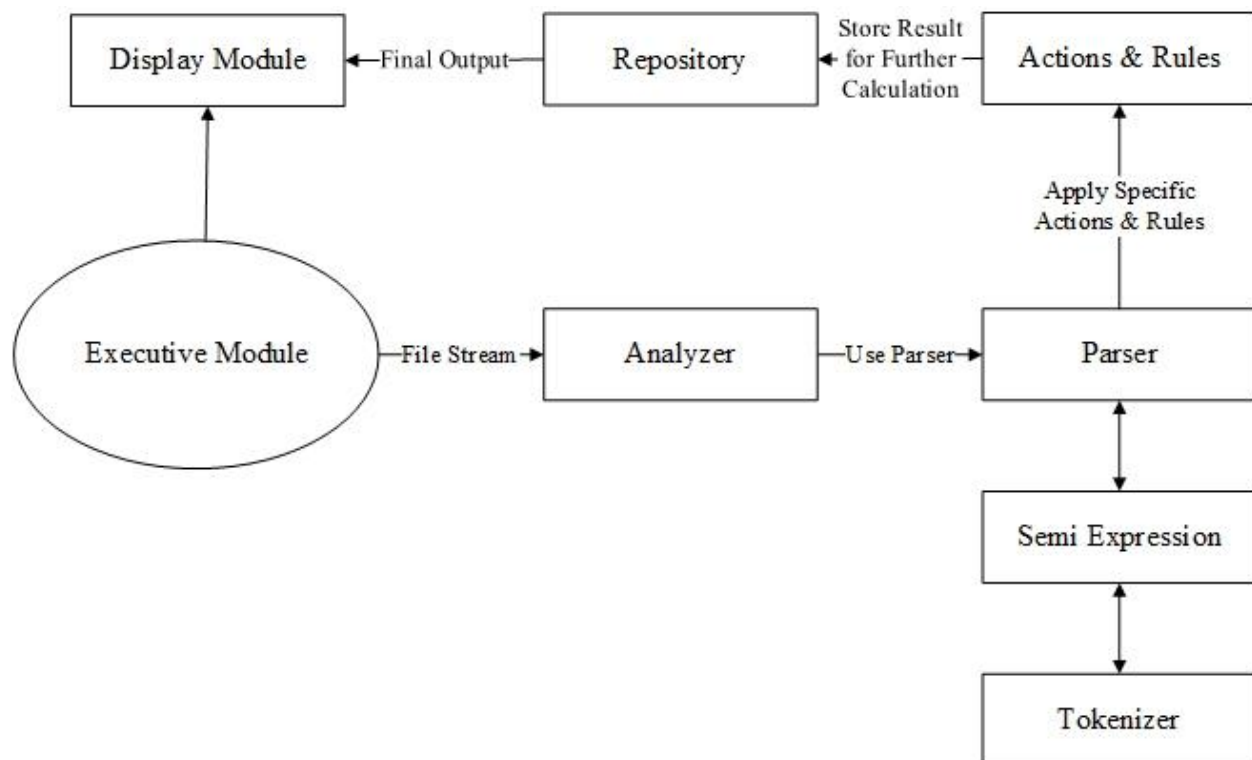 Display Module
Final Output
Repository
Store Result
for Further
Calculation
Actions & Rules
Apply Specific
Actions & Rules
Executive Module
File Stream
Analyzer
Use Parser
Parser
Semi Expression
Tokenizer